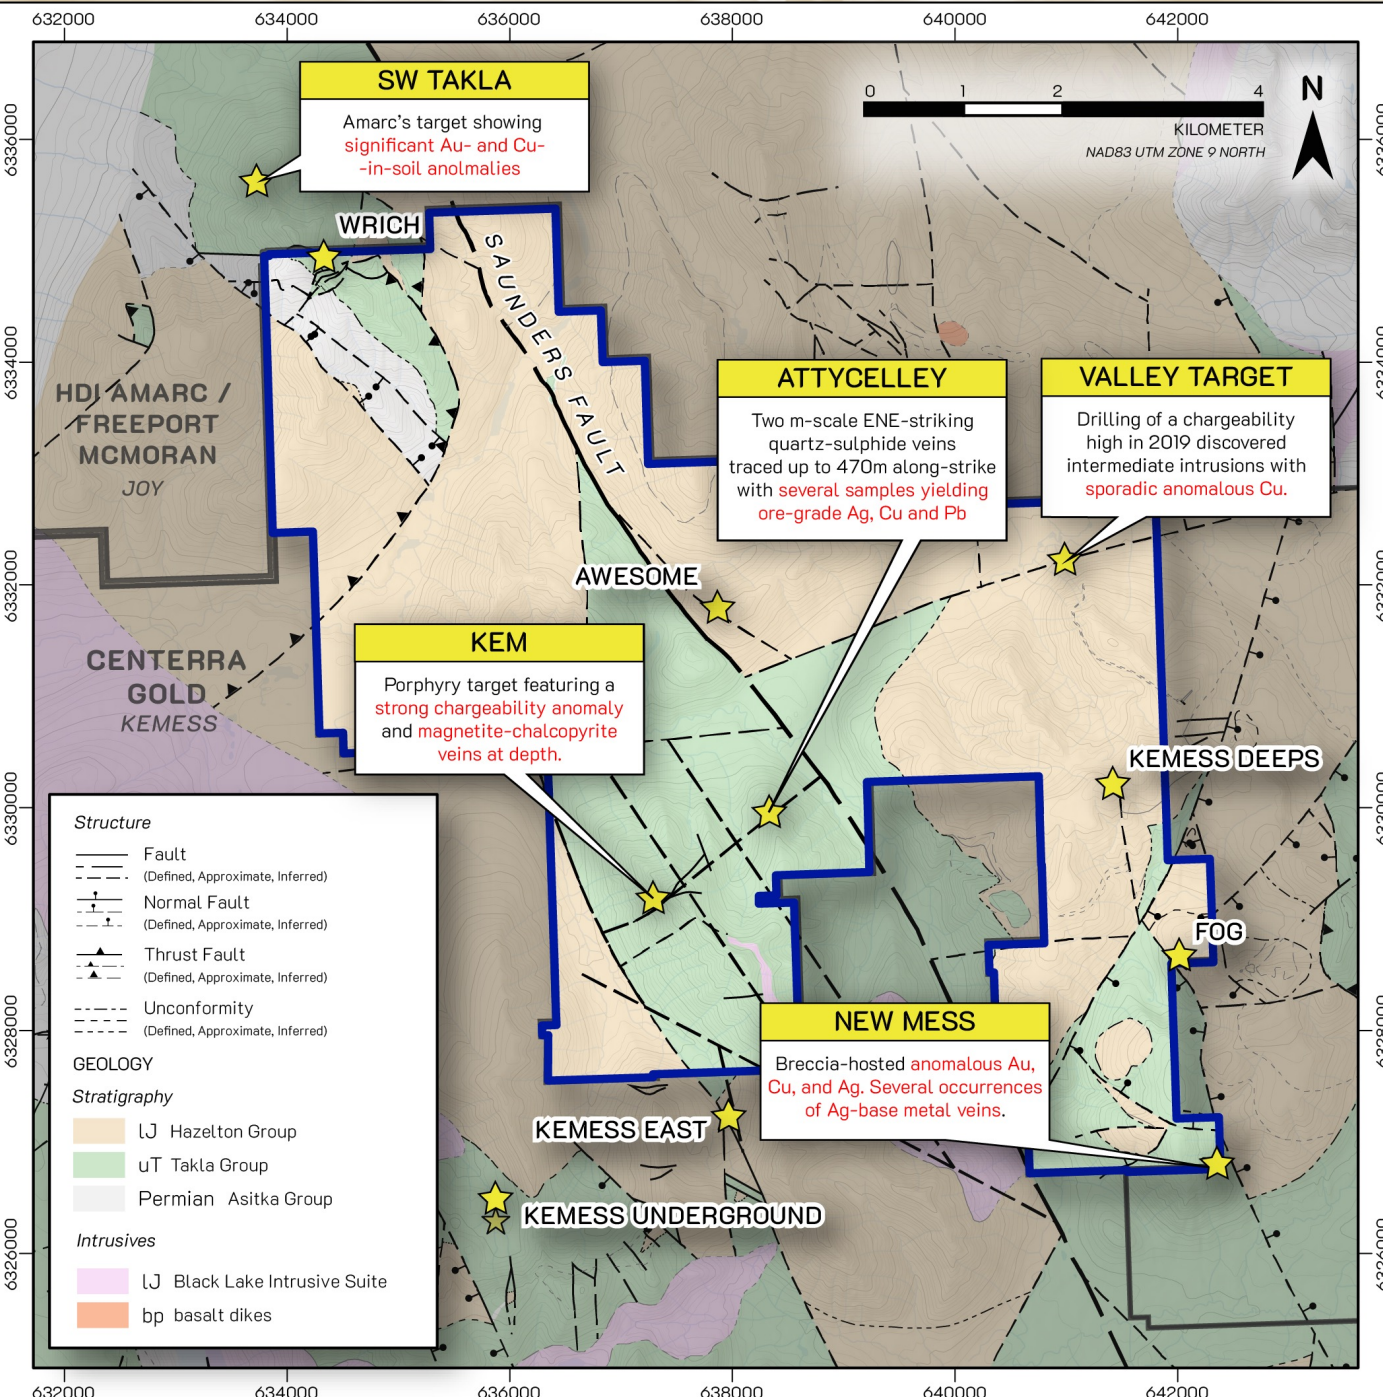 632000 634000 636000 638000 640000 642000
6336000
6334000
6332000
6330000
6328000
6326000
SW TAKLA
Amarc's target showing
significant Au- and Cu-
-in-soil anolmalies
0 1 2 4
KILOMETER
NAD83 UTM ZONE 9 NORTH
N
WRICH
SAUNDERS FAULT
HDI AMARC /
FREEPORT
MCMORAN
JOY
ATTYCELLEY
Two m-scale ENE-striking
quartz-sulphide veins
traced up to 470m along-strike
with several samples yielding
ore-grade Ag, Cu and Pb
VALLEY TARGET
Drilling of a chargeability
high in 2019 discovered
intermediate intrusions with
sporadic anomalous Cu.
AWESOME
KEM
Porphyry target featuring a
strong chargeability anomaly
and magnetite-chalcopyrite
veins at depth.
CENTERRA
GOLD
KEMESS
KEMESS DEEPS
FOG
NEW MESS
Breccia-hosted anomalous Au,
Cu, and Ag. Several occurrences
of Ag-base metal veins.
KEMESS EAST
KEMESS UNDERGROUND
Structure
Fault
(Defined, Approximate, Inferred)
Normal Fault
(Defined, Approximate, Inferred)
Thrust Fault
(Defined, Approximate, Inferred)
Unconformity
(Defined, Approximate, Inferred)
GEOLOGY
Stratigraphy
lJ Hazelton Group
uT Takla Group
Permian Asitka Group
Intrusives
lJ Black Lake Intrusive Suite
bp basalt dikes
6336000
6334000
6332000
6330000
6328000
6326000
632000 634000 636000 638000 640000 642000